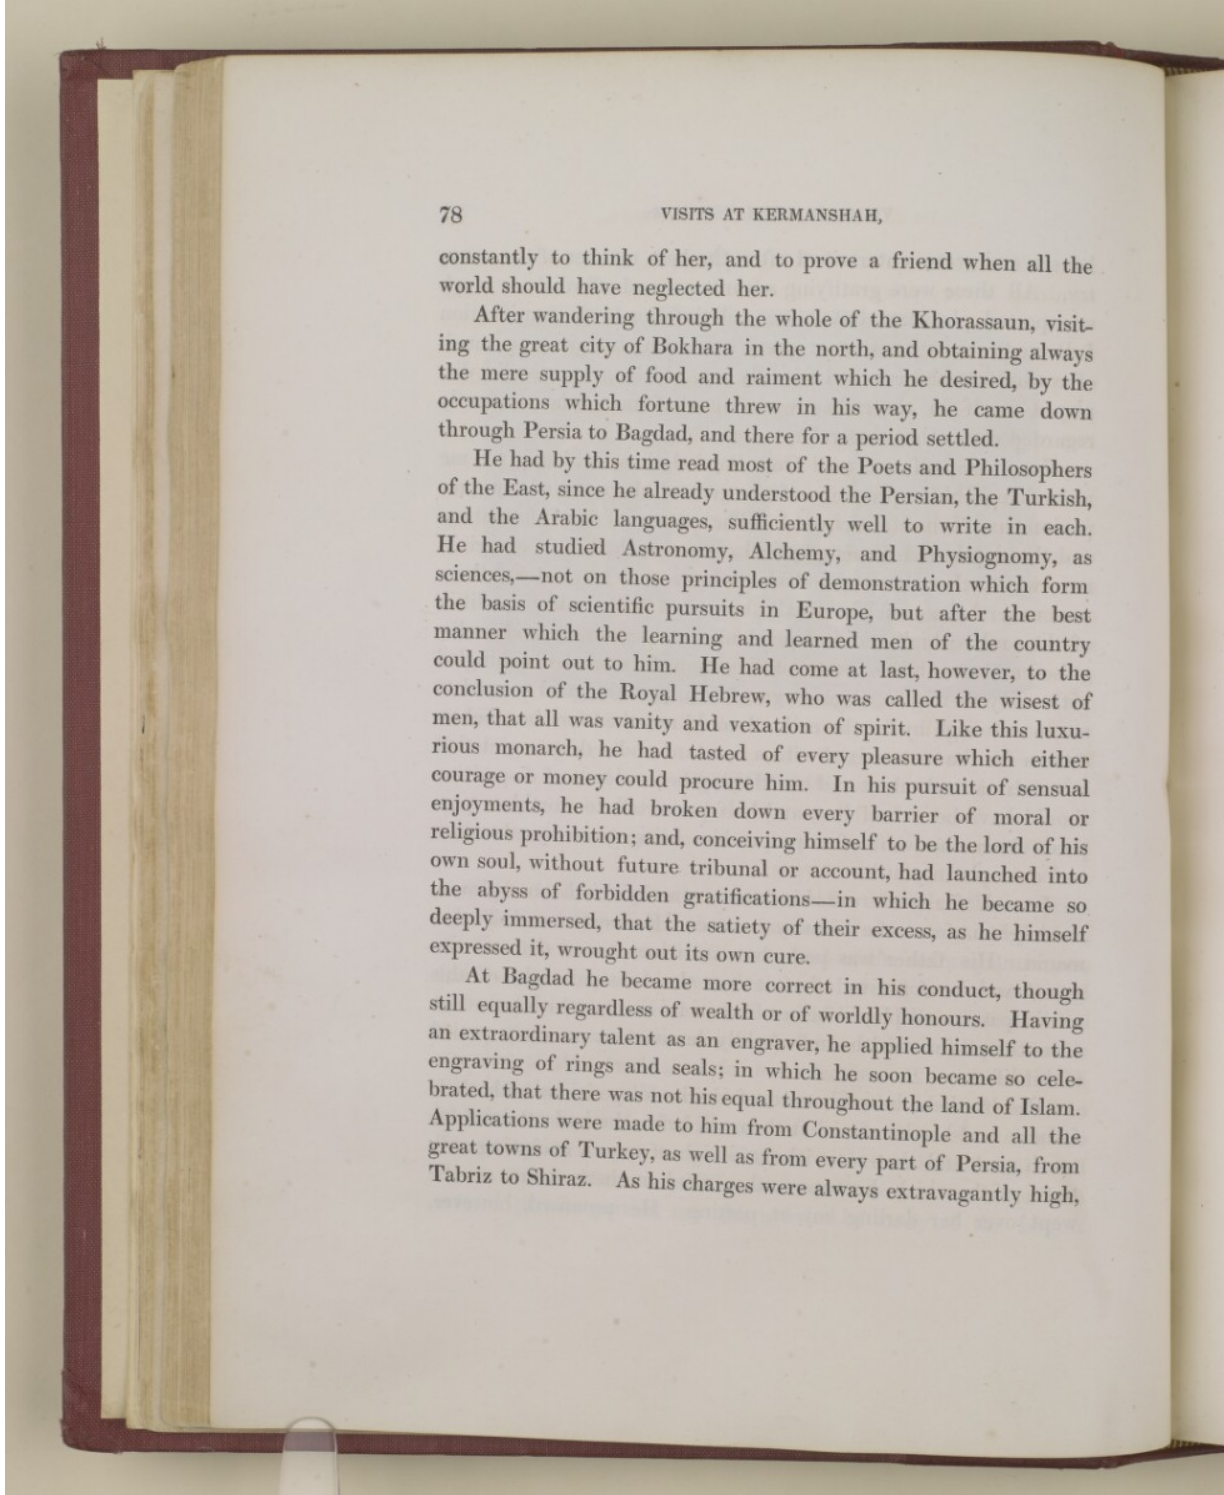 78 VISITS AT KERMANSHAH,
constantly to think of her, and to prove a friend when all the
world should have neglected her.
After wandering through the whole of the Khorassaun, visit-
ing the great city of Bokhara in the north, and obtaining always
the mere supply of food and raiment which he desired, by the
occupations which fortune threw in his way, he came down
through Persia to Bagdad, and there for a period settled.
He had by this time read most of the Poets and Philosophers
of the East, since he already understood the Persian, the Turkish,
and the Arabic languages, sufficiently well to write in each.
He had studied Astronomy, Alchemy, and Physiognomy, as
sciences,—not on those principles of demonstration which form
the basis of scientific pursuits in Europe, but after the best
manner which the learning and learned men of the country
could point out to him. He had come at last, however, to the
conclusion of the Royal Hebrew, who was called the wisest of
men, that all was vanity and vexation of spirit. Like this luxu-
rious monarch, he had tasted of every pleasure which either
courage or money could procure him. In his pursuit of sensual
enjoyments, he had broken down every barrier of moral or
religious prohibition; and, conceiving himself to be the lord of his
own soul, without future tribunal or account, had launched into
the abyss of forbidden gratifications—in which he became so
deeply immersed, that the satiety of their excess, as he himself
expressed it, wrought out its own cure.
At Bagdad he became more correct in his conduct, though
still equally regardless of wealth or of worldly honours. Having
an extraordinary talent as an engraver, he applied himself to the
engraving of rings and seals; in which he soon became so cele-
brated, that there was not his equal throughout the land of Islam.
Applications were made to him from Constantinople and all the
great towns of Turkey, as well as from every part of Persia, from
Tabriz to Shiraz. As his charges were always extravagantly high,